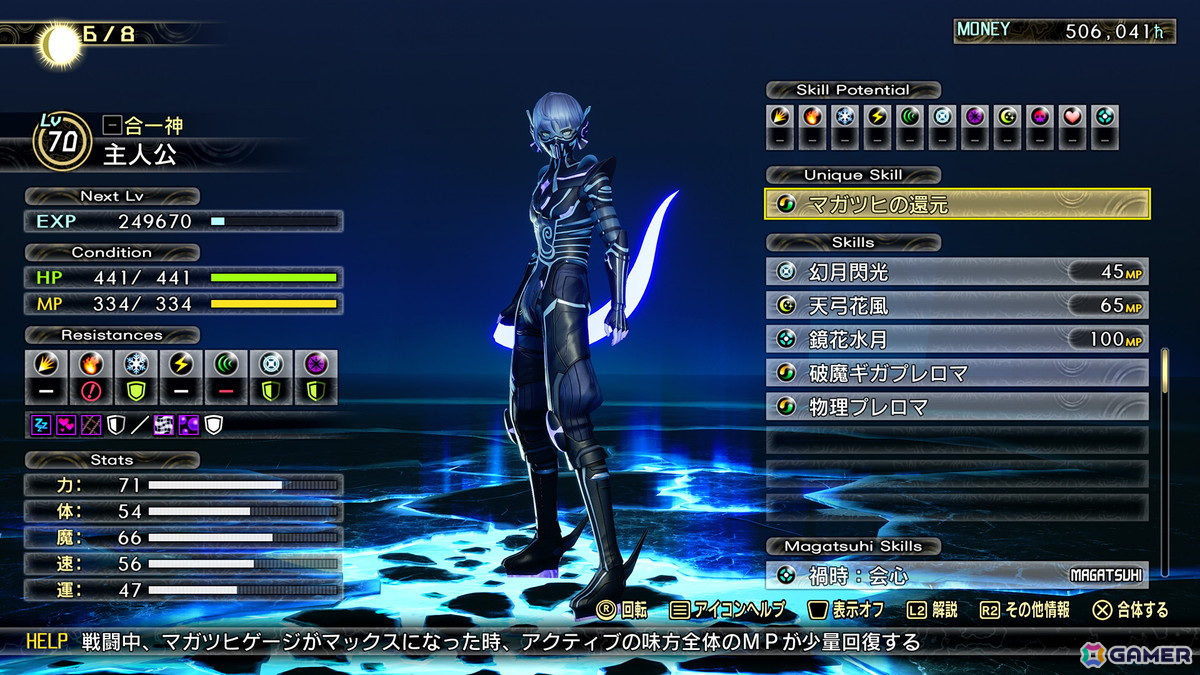 6/8
MONEY 506,041
Lv 70
合一神
主人公
Next Lv
EXP 249670
Condition
HP 441/ 441
MP 334/ 334
Resistances
Stats
力: 71
体: 54
魔: 66
速: 56
運: 47
Skill Potential
Unique Skill
マガツヒの還元
Skills
幻月閃光 45MP
天弓花風 65MP
鏡花水月 100MP
破魔ギガプレロマ
物理プレロマ
Magatsuhi Skills
禍時：会心 MAGATSUHI
R 回転 アイコンヘルプ 表示オフ L2 解説 R2 その他情報 合体する
HELP 戦闘中、マガツヒゲージがマックスになった時、アクティブの味方全体のＭＰが少量回復する
GAMER